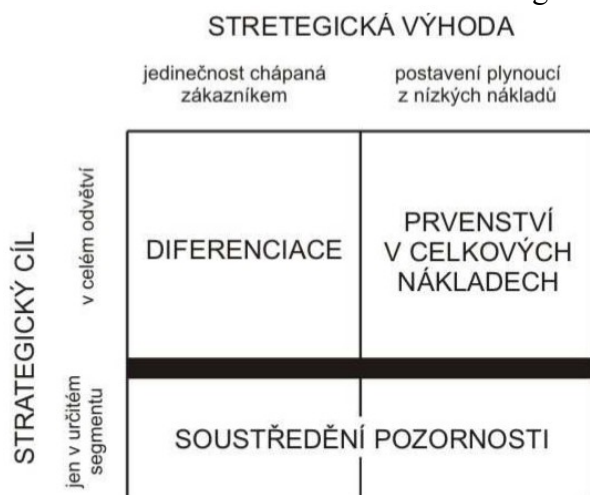 g
STRETEGICKÁ VÝHODA
jedinečnost chápaná
zákazníkem
postavení plynoucí
z nízkých nákladů
STRATEGICKÝ CÍL
v celém odvětví
DIFERENCIACE
PRVENSTVÍ
V CELKOVÝCH
NÁKLADECH
jen v určitém
segmentu
SOUSTŘEDĚNÍ POZORNOSTI